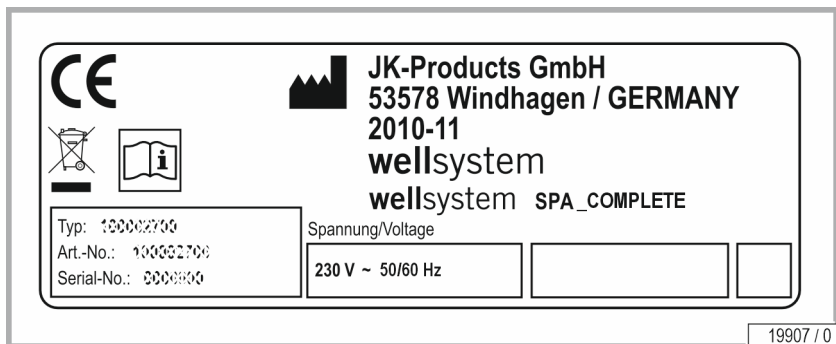 CE
JK-Products GmbH
53578 Windhagen / GERMANY
2010-11
wellsystem
wellsystem SPA_COMPLETE
i
Typ:
Art.-No.:
Serial-No.:
Spannung/Voltage
230 V ~ 50/60 Hz
19907 / 0